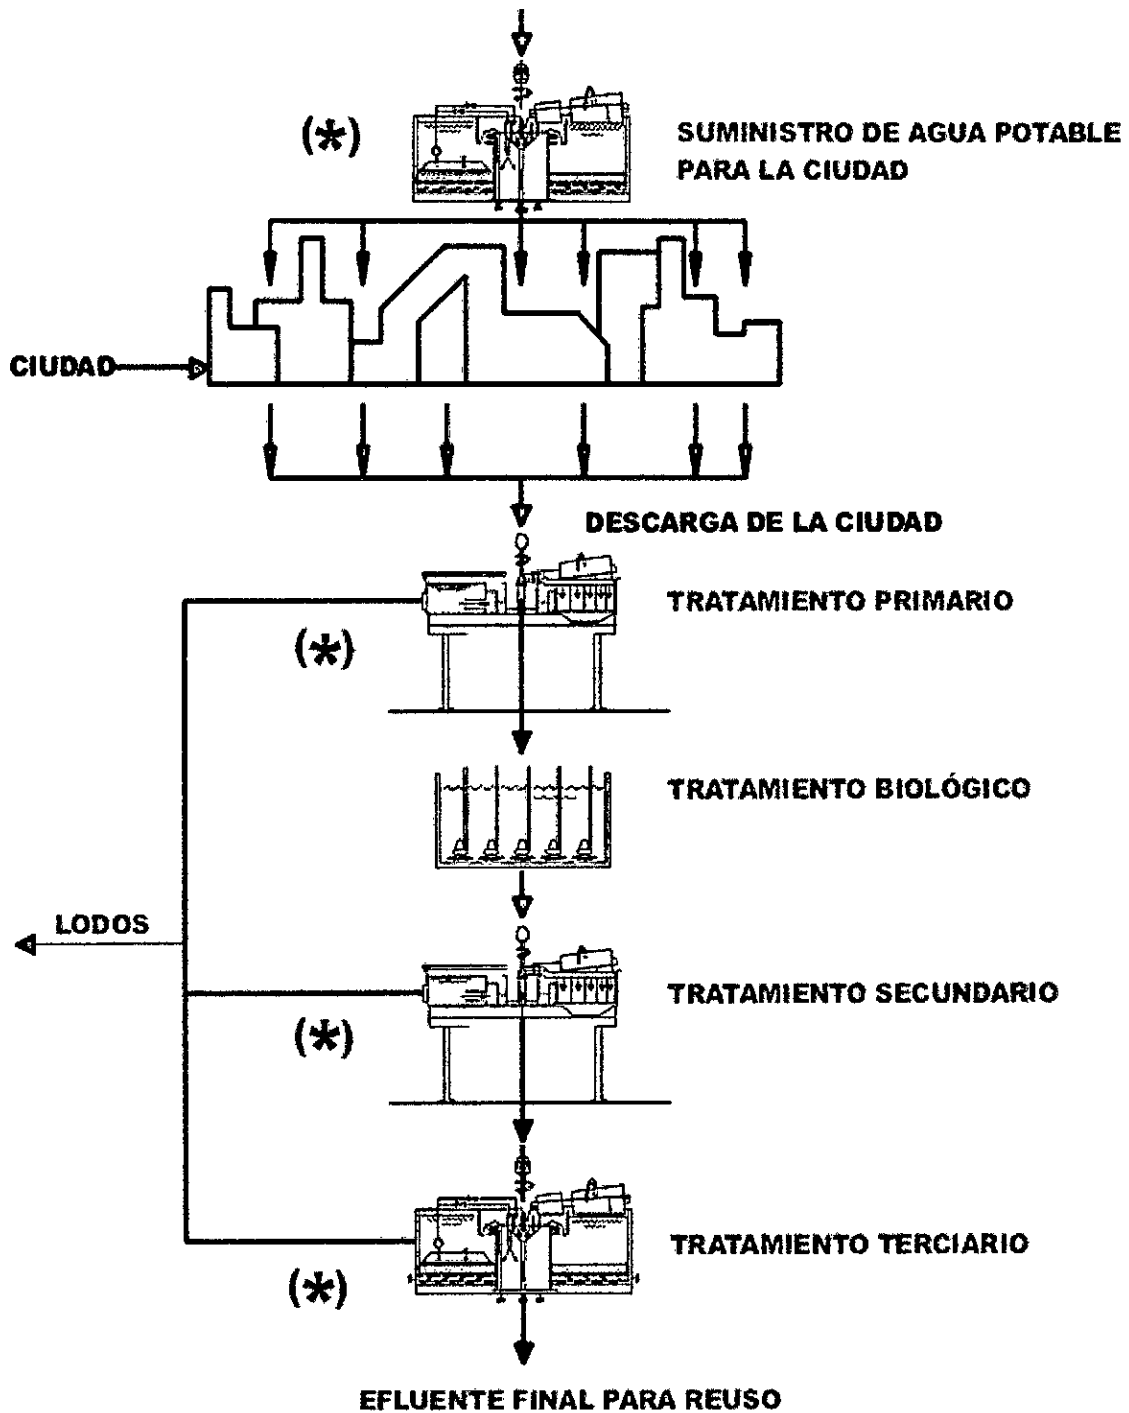 (*)
SUMINISTRO DE AGUA POTABLE
PARA LA CIUDAD
CIUDAD
DESCARGA DE LA CIUDAD
TRATAMIENTO PRIMARIO
(*)
TRATAMIENTO BIOLÓGICO
LODOS
TRATAMIENTO SECUNDARIO
(*)
TRATAMIENTO TERCIARIO
(*)
EFLUENTE FINAL PARA REUSO